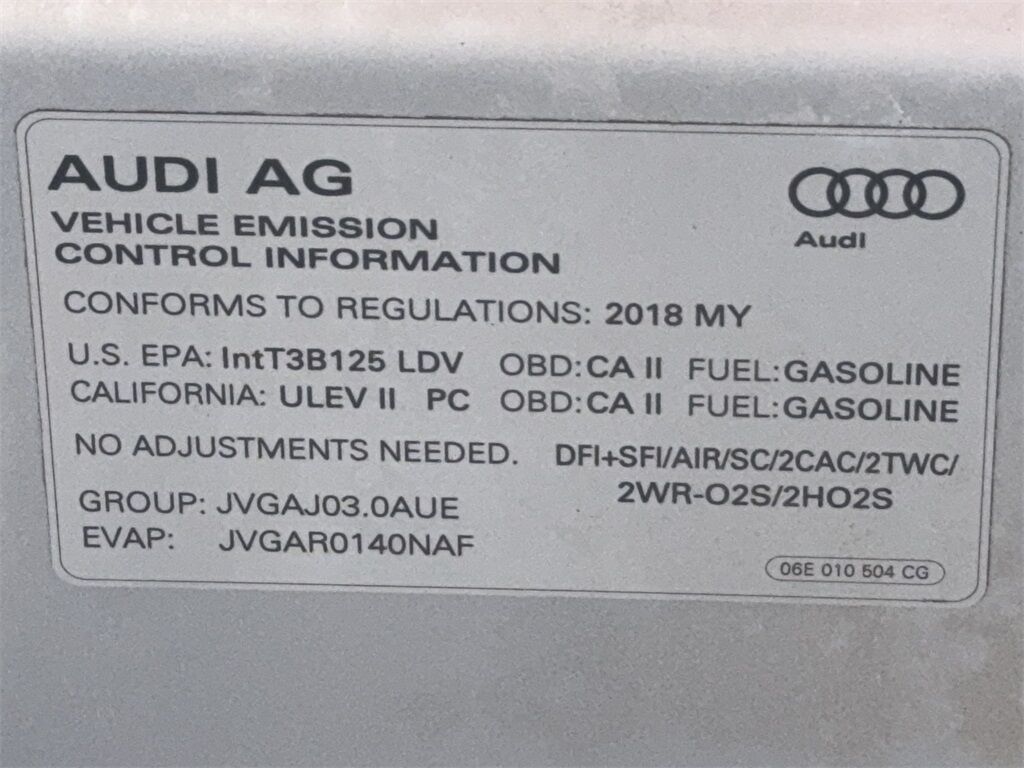 AUDI AG
VEHICLE EMISSION
CONTROL INFORMATION
Audi
CONFORMS TO REGULATIONS: 2018 MY
U.S. EPA: IntT3B125 LDV OBD: CA II FUEL: GASOLINE
CALIFORNIA: ULEV II PC OBD: CA II FUEL: GASOLINE
NO ADJUSTMENTS NEEDED. DFI+SFI/AIR/SC/2CAC/2TWC/
2WR-O2S/2HO2S
GROUP: JVGAJ03.0AUE
EVAP: JVGAR0140NAF
06E 010 504 CG